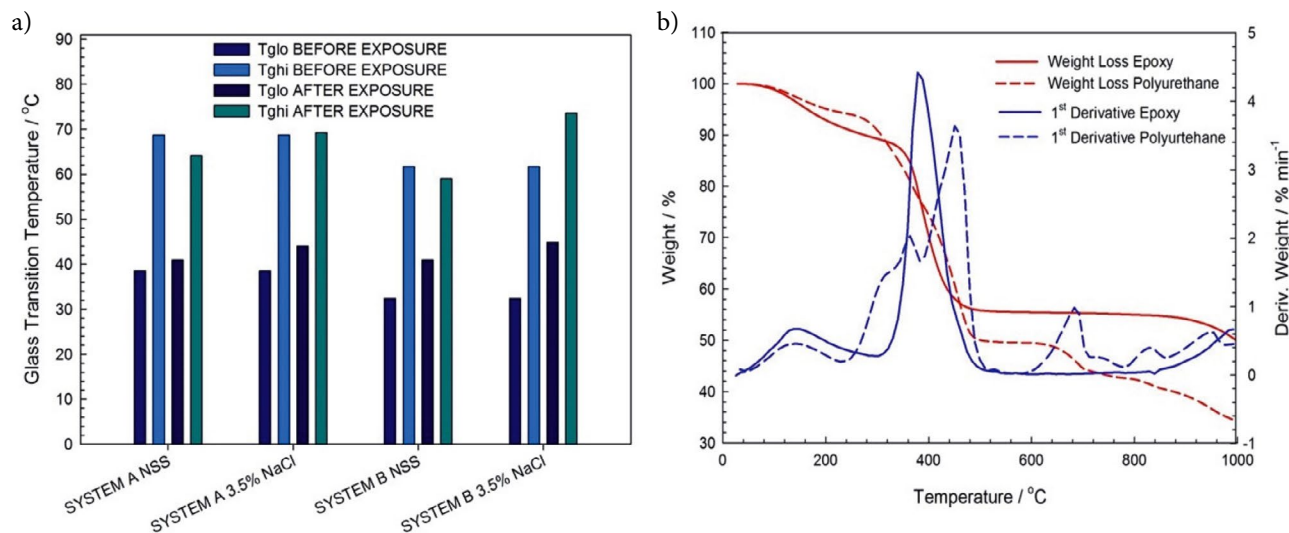 a)
Glass Transition Temperature / °C
90
80
70
60
50
40
30
20
10
0
Tglo BEFORE EXPOSURE
Tghi BEFORE EXPOSURE
Tglo AFTER EXPOSURE
Tghi AFTER EXPOSURE
SYSTEM A NSS
SYSTEM A 3.5% NaCl
SYSTEM B NSS
SYSTEM B 3.5% NaCl
b)
Weight / %
110
100
90
80
70
60
50
40
30
Weight Loss Epoxy
Weight Loss Polyurethane
1st Derivative Epoxy
1st Derivative Polyurtehane
5
4
3
2
1
0
-1
Deriv. Weight / % min-1
0 200 400 600 800 1000
Temperature / °C